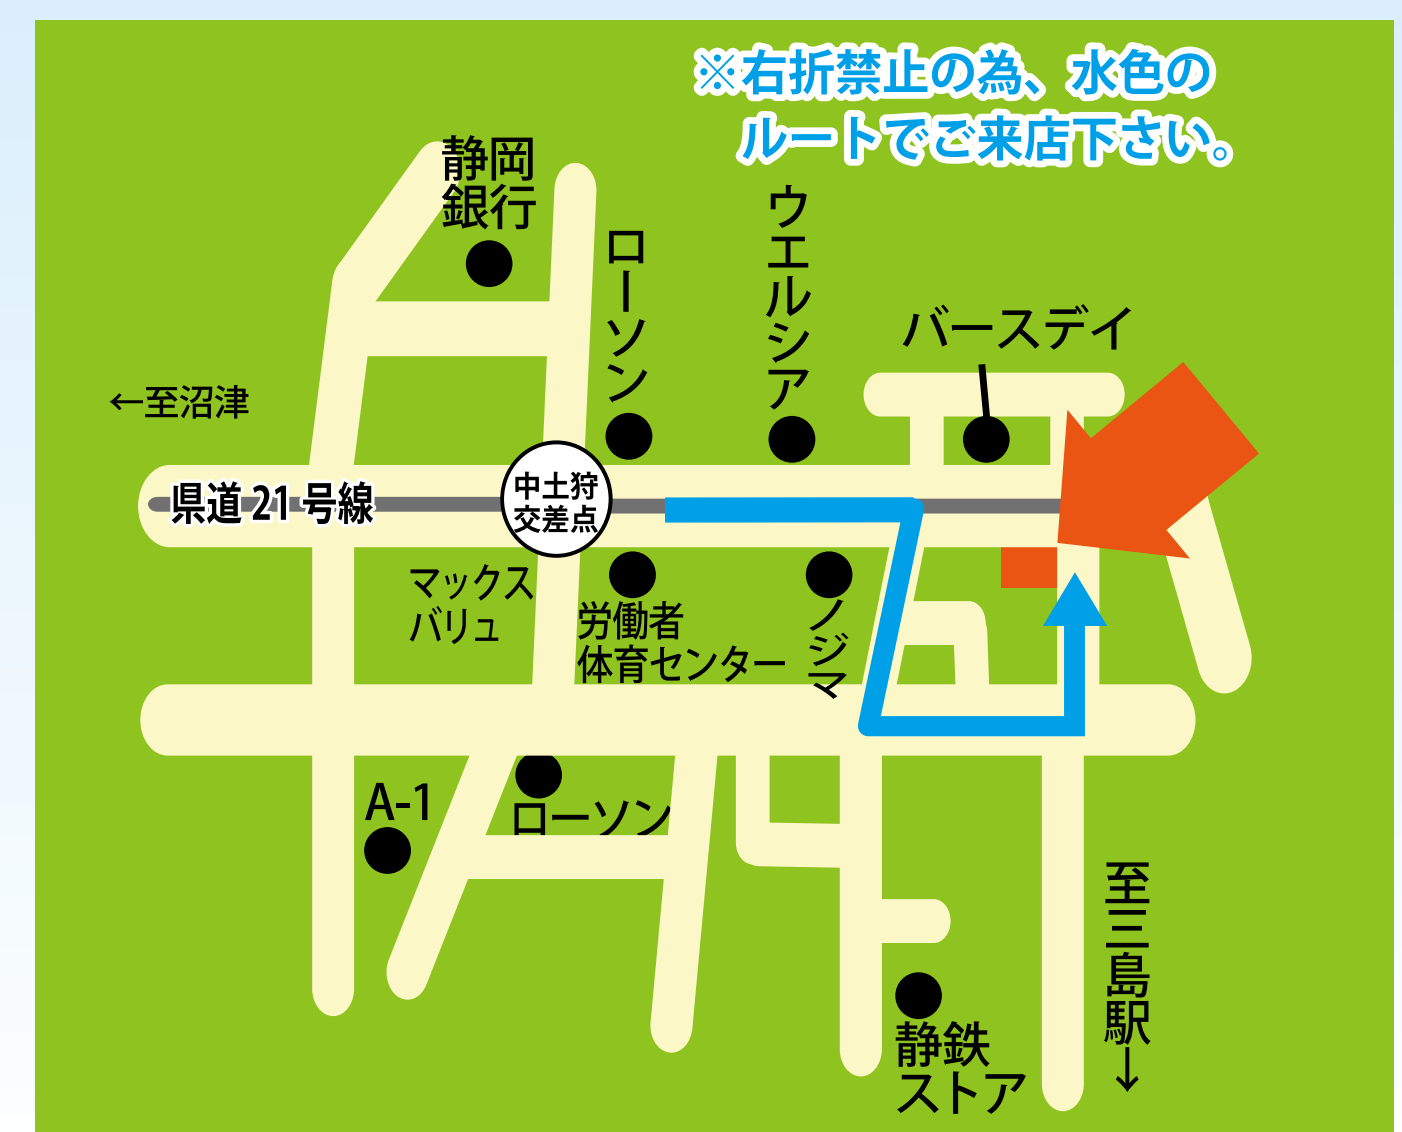 ※右折禁止の為、水色の
ルートでご来店下さい。
静岡
銀行
ローソン
ウエルシア
バースデイ
←至沼津
県道 21 号線
中土狩
交差点
マックス
バリュ
労働者
体育センター
ノジマ
A-1
ローソン
至三島駅→
静鉄
ストア